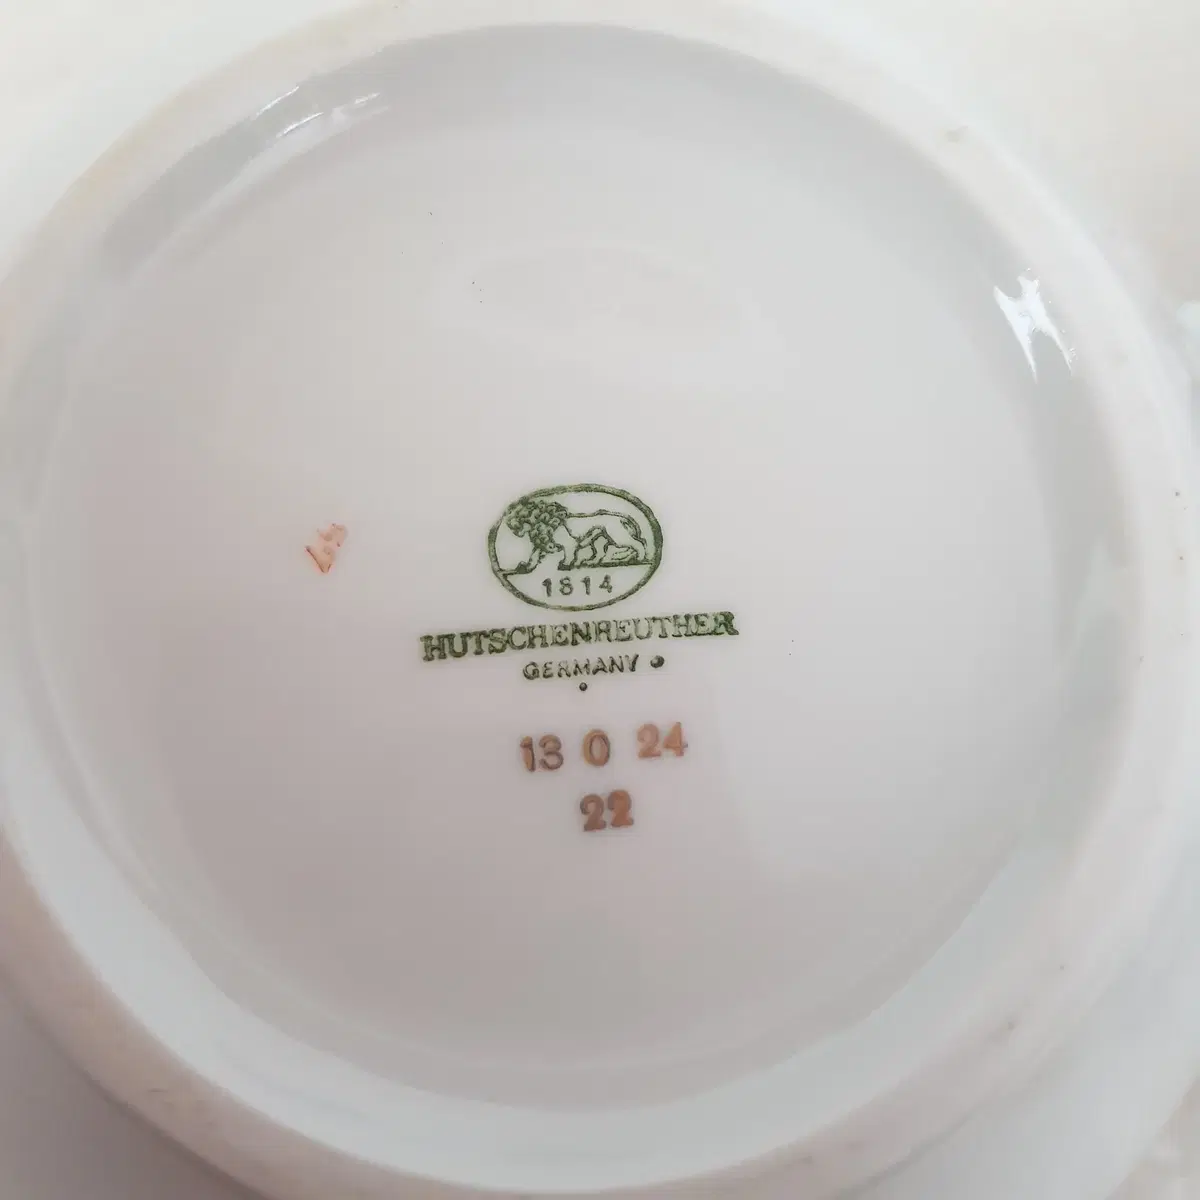 1814
HUTSCHENREUTHER
GERMANY
13 0 24
22